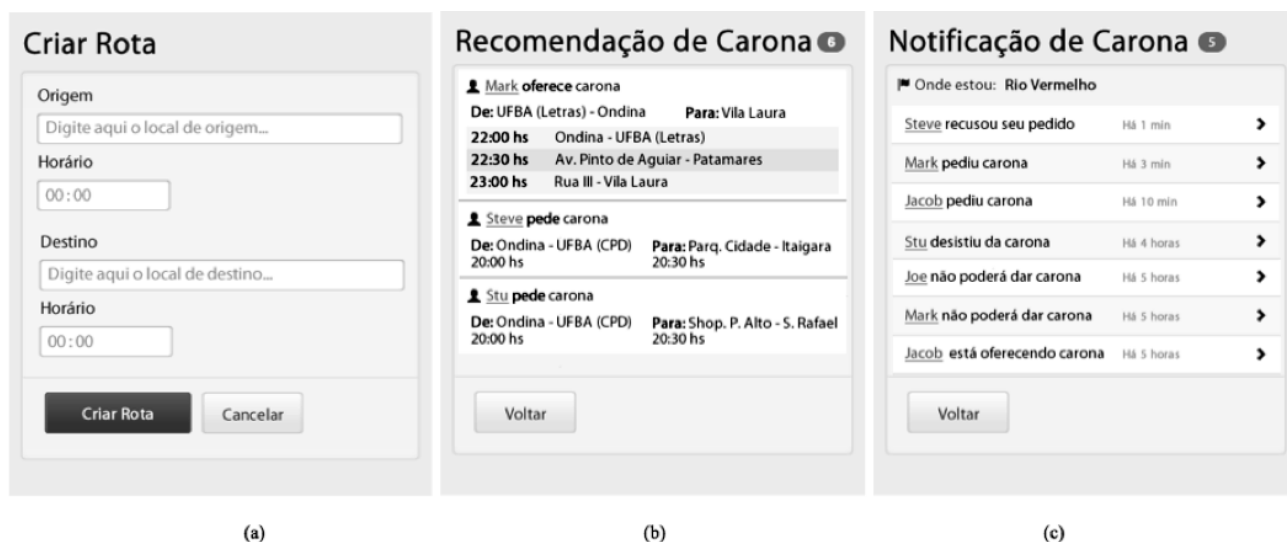 Criar Rota
Origem
Digite aqui o local de origem...
Horário
00:00
Destino
Digite aqui o local de destino...
Horário
00:00
Criar Rota Cancelar
(a)
Recomendação de Carona 6
Mark oferece carona
De: UFBA (Letras) - Ondina Para: Vila Laura
22:00 hs Ondina - UFBA (Letras)
22:30 hs Av. Pinto de Aguiar - Patamares
23:00 hs Rua III - Vila Laura
Steve pede carona
De: Ondina - UFBA (CPD) Para: Parq. Cidade - Itaigara
20:00 hs 20:30 hs
Stu pede carona
De: Ondina - UFBA (CPD) Para: Shop. P. Alto - S. Rafael
20:00 hs 20:30 hs
Voltar
(b)
Notificação de Carona 5
Onde estou: Rio Vermelho
Steve recusou seu pedido Há 1 min
Mark pediu carona Há 3 min
Jacob pediu carona Há 10 min
Stu desistiu da carona Há 4 horas
Joe não poderá dar carona Há 5 horas
Mark não poderá dar carona Há 5 horas
Jacob está oferecendo carona Há 5 horas
Voltar
(c)